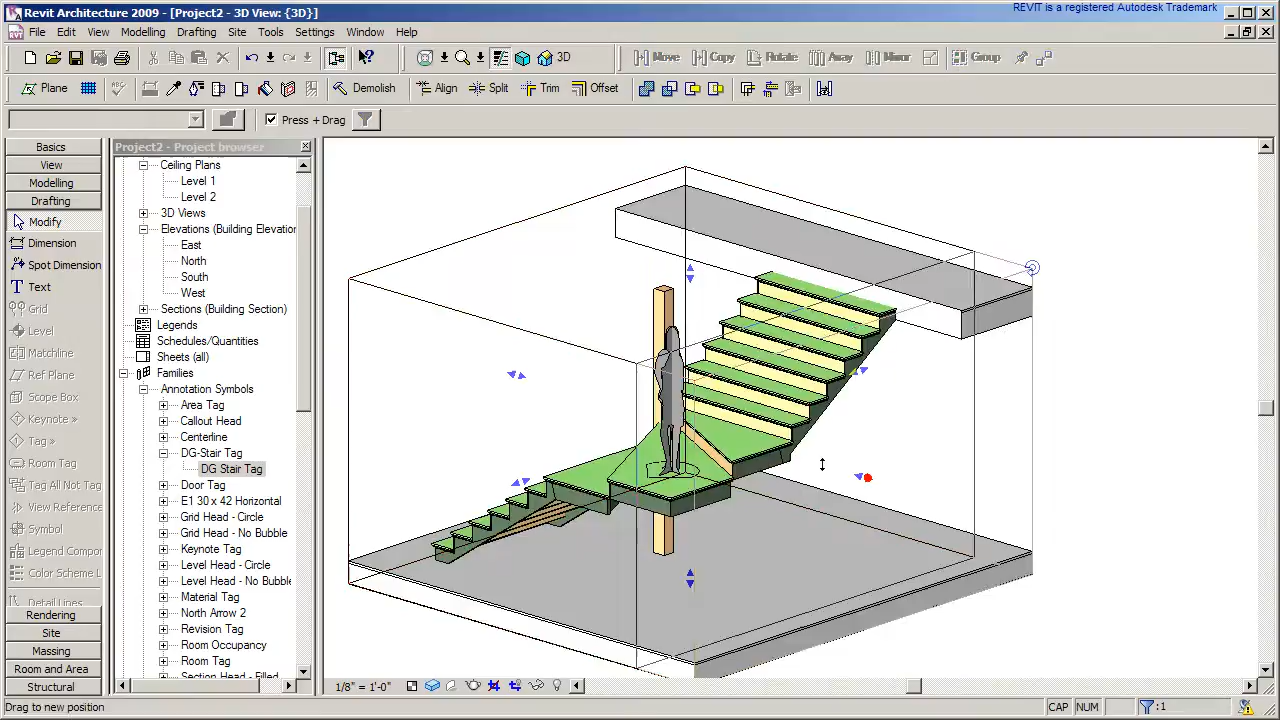 Revit Architecture 2009 - [Project2 - 3D View: {3D}]
REVIT is a registered Autodesk Trademark
File Edit View Modelling Drafting Site Tools Settings Window Help
3D Move Copy Rotate Away Mirror Group
Plane Demolish Align Split Trim Offset
Press + Drag
Basics
View
Modelling
Drafting
Modify
Dimension
Spot Dimension
Text
Grid
Level
Matchline
Ref Plane
Scope Box
Keynote »
Tag »
Room Tag
Tag All Not Tag
View Reference
Symbol
Legend Compor
Color Scheme L
Detail Lines
Rendering
Site
Massing
Room and Area
Structural
Project2 - Project browser
Ceiling Plans
Level 1
Level 2
3D Views
Elevations (Building Elevation
East
North
South
West
Sections (Building Section)
Legends
Schedules/Quantities
Sheets (all)
Families
Annotation Symbols
Area Tag
Callout Head
Centerline
DG-Stair Tag
DG Stair Tag
Door Tag
E1 30 x 42 Horizontal
Grid Head - Circle
Grid Head - No Bubble
Keynote Tag
Level Head - Circle
Level Head - No Bubble
Material Tag
North Arrow 2
Revision Tag
Room Occupancy
Room Tag
Section Head - Filled
1/8" = 1'-0"
Drag to new position
CAP NUM :1